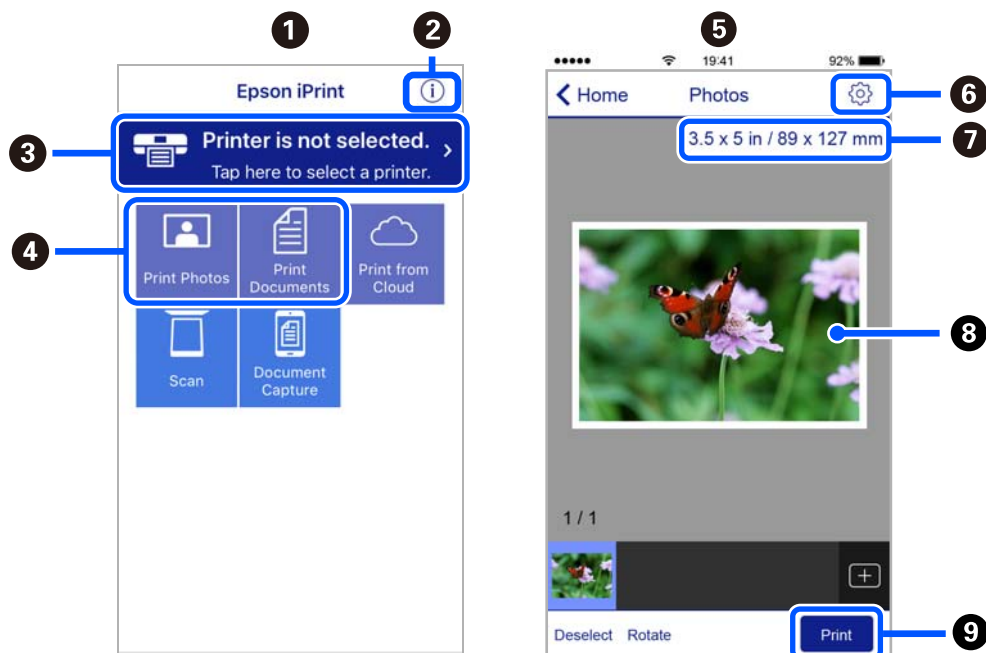 1
2
Epson iPrint
i
3
Printer is not selected.
Tap here to select a printer.
4
Print Photos
Print
Documents
Print from
Cloud
Scan
Document
Capture
5
19:41
92%
Home
Photos
6
3.5 x 5 in / 89 x 127 mm
7
8
1 / 1
Deselect
Rotate
Print
9